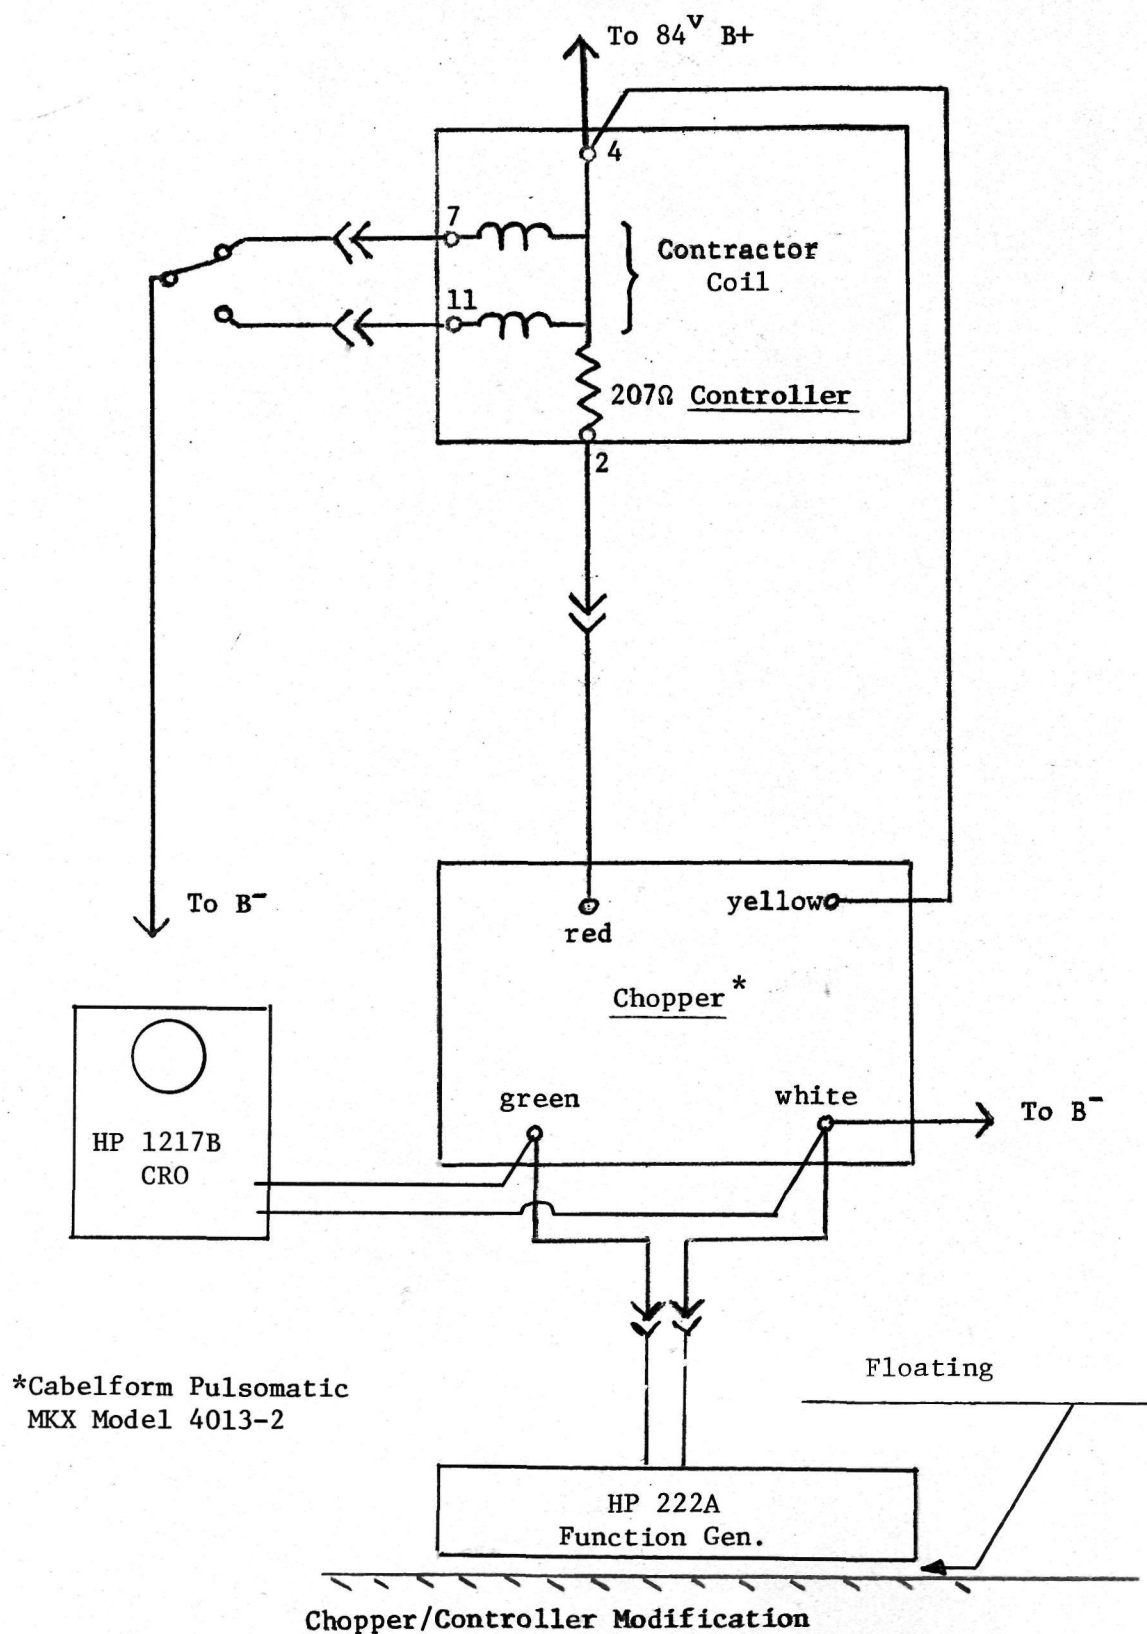 To 84V B+
4
7
Contractor
Coil
11
207Ω Controller
2
To B-
red
yellow
Chopper*
green
white
To B-
HP 1217B
CRO
*Cabelform Pulsomatic
MKX Model 4013-2
Floating
HP 222A
Function Gen.
Chopper/Controller Modification